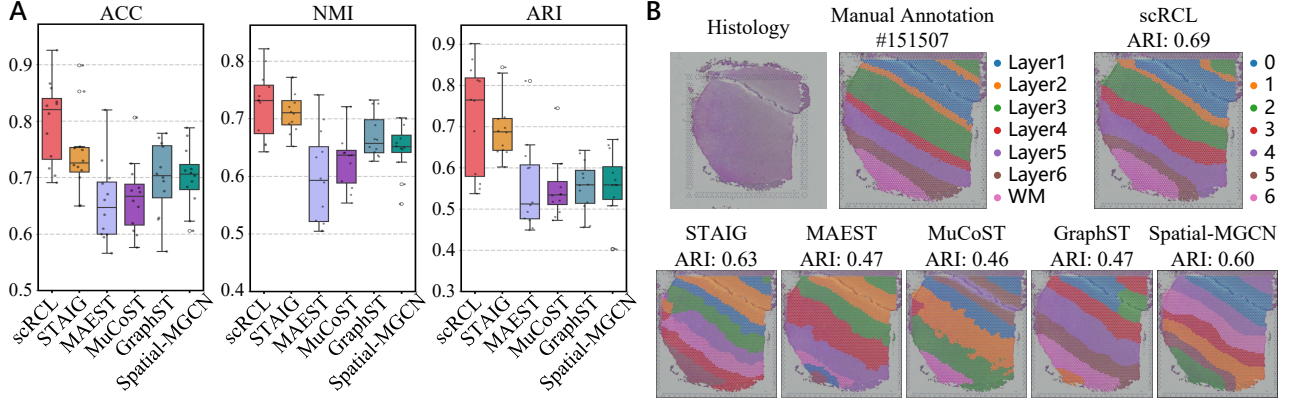 A
ACC
0.9
0.8
0.7
0.6
0.5
scRCL
STAIG
MAEST
MuCoST
GraphST
Spatial-MGCN
NMI
0.8
0.7
0.6
0.5
0.4
scRCL
STAIG
MAEST
MuCoST
GraphST
Spatial-MGCN
ARI
0.9
0.8
0.7
0.6
0.5
0.4
0.3
scRCL
STAIG
MAEST
MuCoST
GraphST
Spatial-MGCN
B
Histology
Manual Annotation
#151507
Layer1
Layer2
Layer3
Layer4
Layer5
Layer6
WM
scRCL
ARI: 0.69
0
1
2
3
4
5
6
STAIG
ARI: 0.63
MAEST
ARI: 0.47
MuCoST
ARI: 0.46
GraphST
ARI: 0.47
Spatial-MGCN
ARI: 0.60